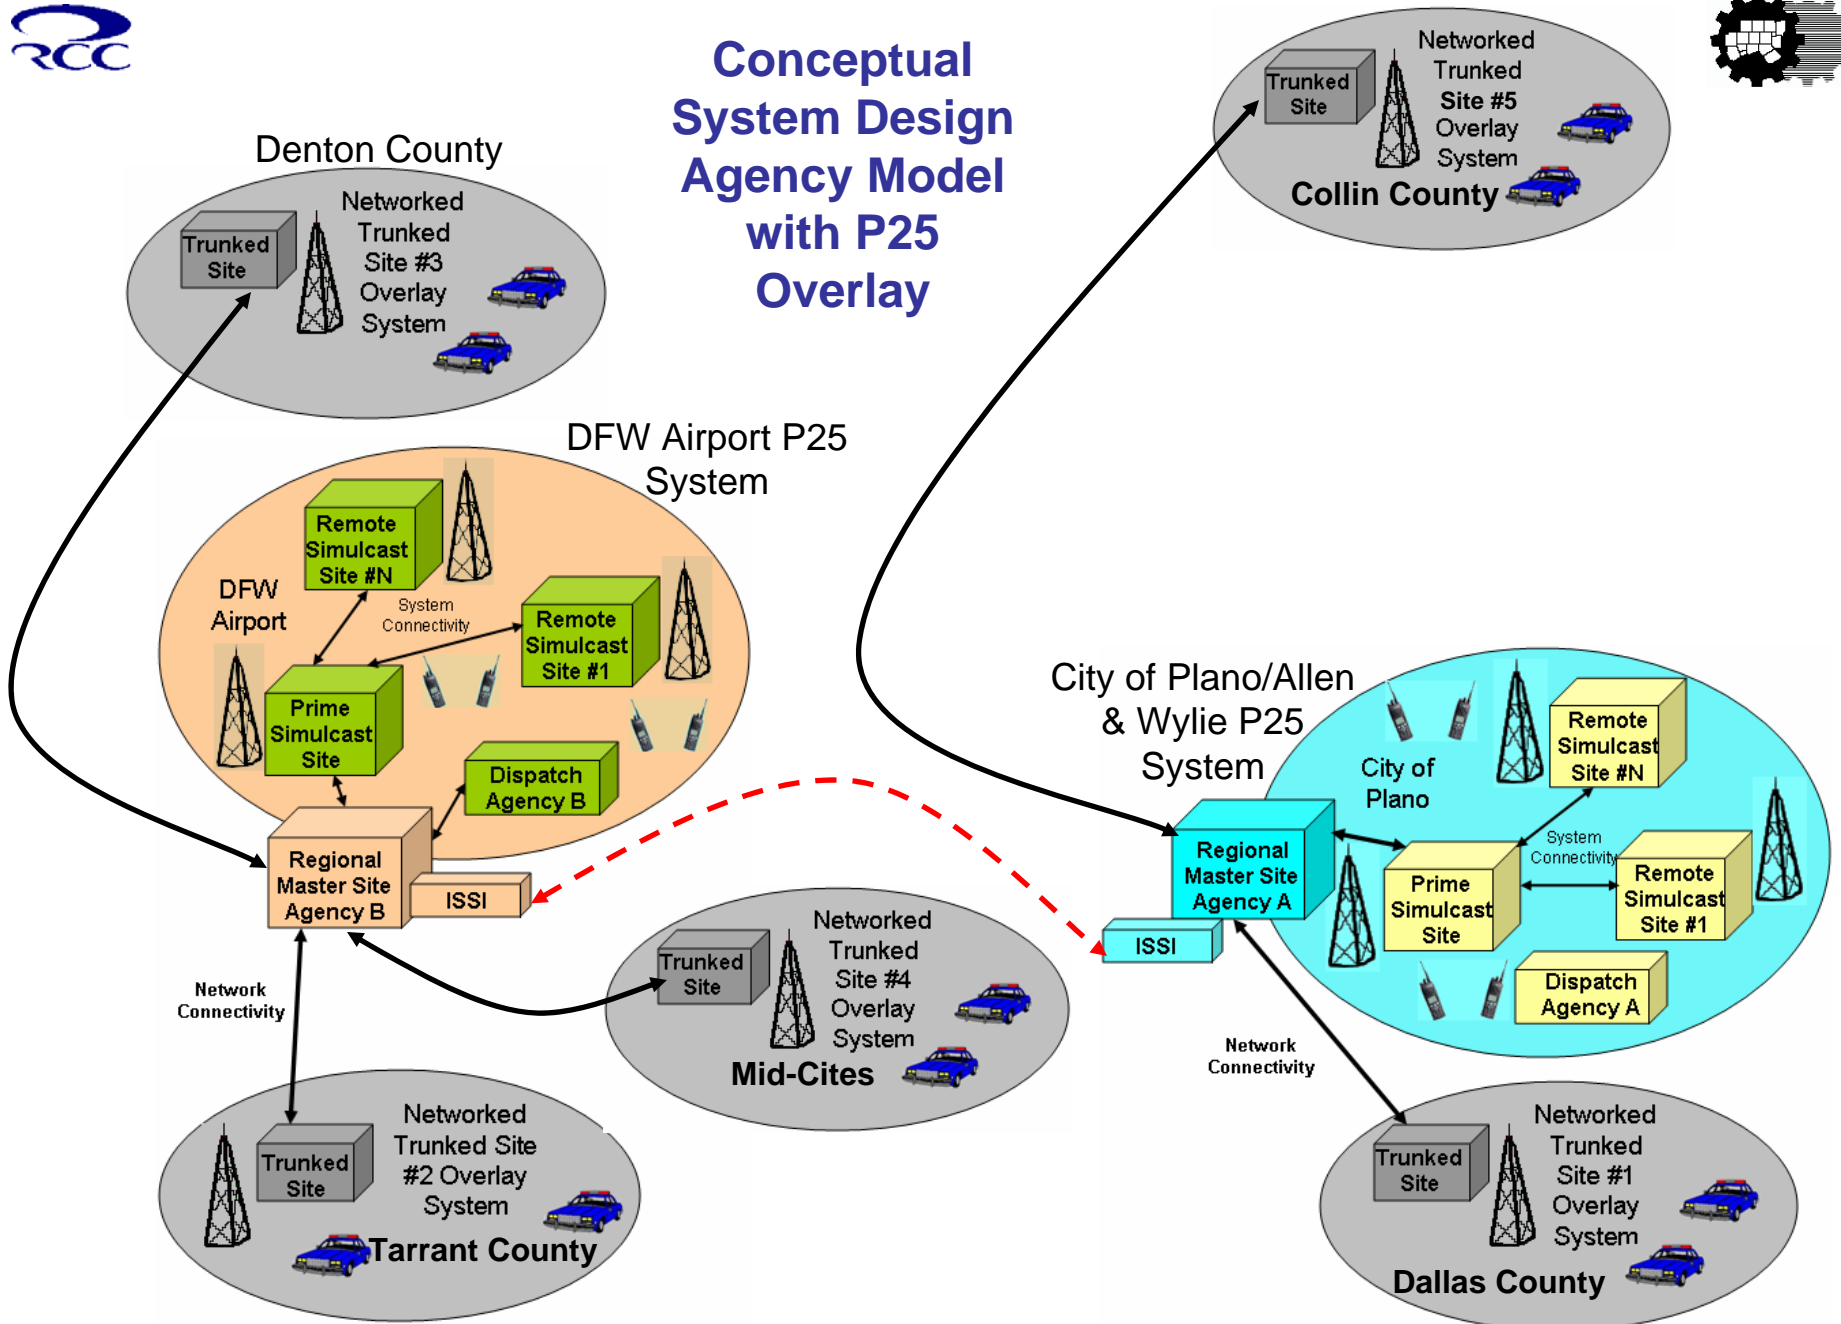 RCC
Conceptual
System Design
Agency Model
with P25
Overlay
Trunked
Site
Networked
Trunked
Site #5
Overlay
System
Collin County
Denton County
Trunked
Site
Networked
Trunked
Site #3
Overlay
System
DFW Airport P25
System
Remote
Simulcast
Site #N
DFW
Airport
System
Connectivity
Remote
Simulcast
Site #1
Prime
Simulcast
Site
Dispatch
Agency B
Regional
Master Site
Agency B
ISSI
City of Plano/Allen
& Wylie P25
System
City of
Plano
Remote
Simulcast
Site #N
System
Connectivity
Remote
Simulcast
Site #1
Prime
Simulcast
Site
Dispatch
Agency A
Regional
Master Site
Agency A
ISSI
Network
Connectivity
Trunked
Site
Networked
Trunked
Site #4
Overlay
System
Mid-Cites
Network
Connectivity
Trunked
Site
Networked
Trunked Site
#2 Overlay
System
Tarrant County
Trunked
Site
Networked
Trunked
Site #1
Overlay
System
Dallas County